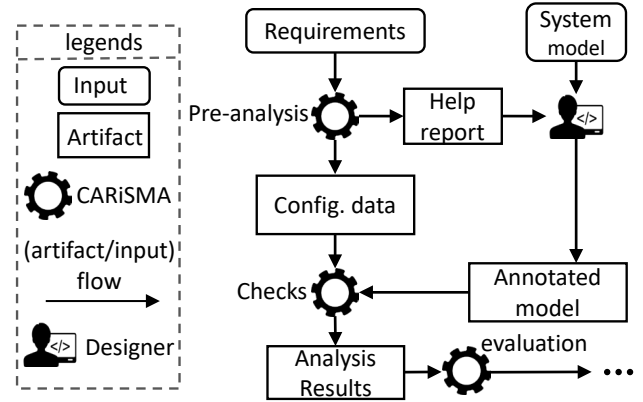 legends
Input
Artifact
CARiSMA
(artifact/input)
flow
</>
Designer
Requirements
System
model
Pre-analysis
Help
report
</>
Config. data
Checks
Annotated
model
Analysis
Results
evaluation
...